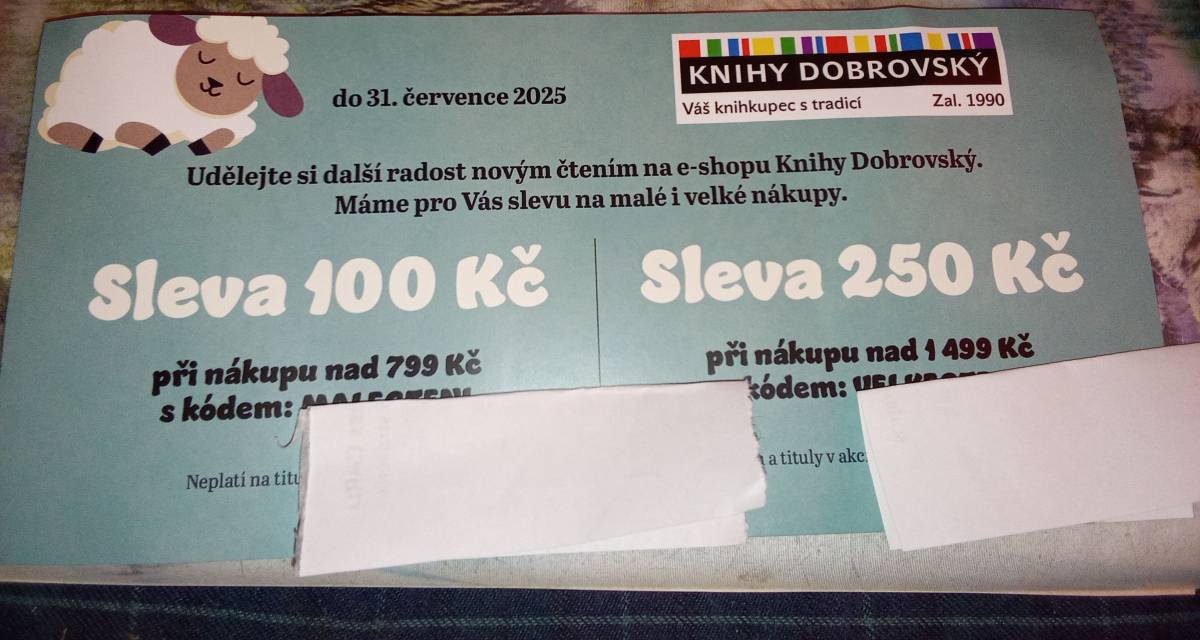 do 31. července 2025
KNIHY DOBROVSKÝ
Váš knihkupec s tradicí Zal. 1990
Udělejte si další radost novým čtením na e-shopu Knihy Dobrovský.
Máme pro Vás slevu na malé i velké nákupy.
Sleva 100 Kč
při nákupu nad 799 Kč
s kódem:
Sleva 250 Kč
při nákupu nad 1 499 Kč
kódem:
Neplatí na
a tituly v